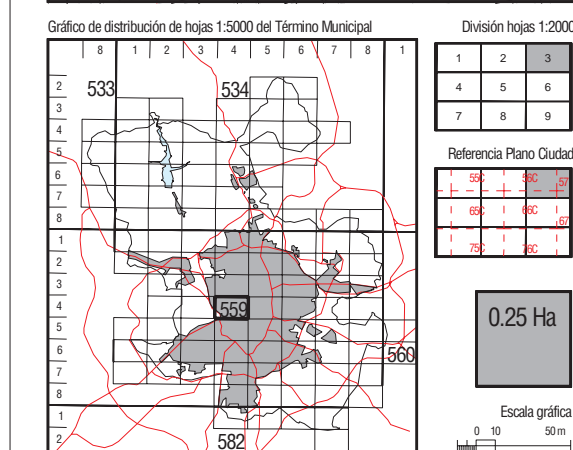 Gráfico de distribución de hojas 1:5000 del Término Municipal
8 1 2 3 4 5 6 7 8 1
2 533 534
3
4
5
6
7
8
1
2
3
4 559
5
6 560
7
8
1
2 582
División hojas 1:2000
1 2 3
4 5 6
7 8 9
Referencia Plano Ciudad
55C 56C 57
65C 66C 67
75C 76C
0.25 Ha
Escala gráfica
0 10 50 m